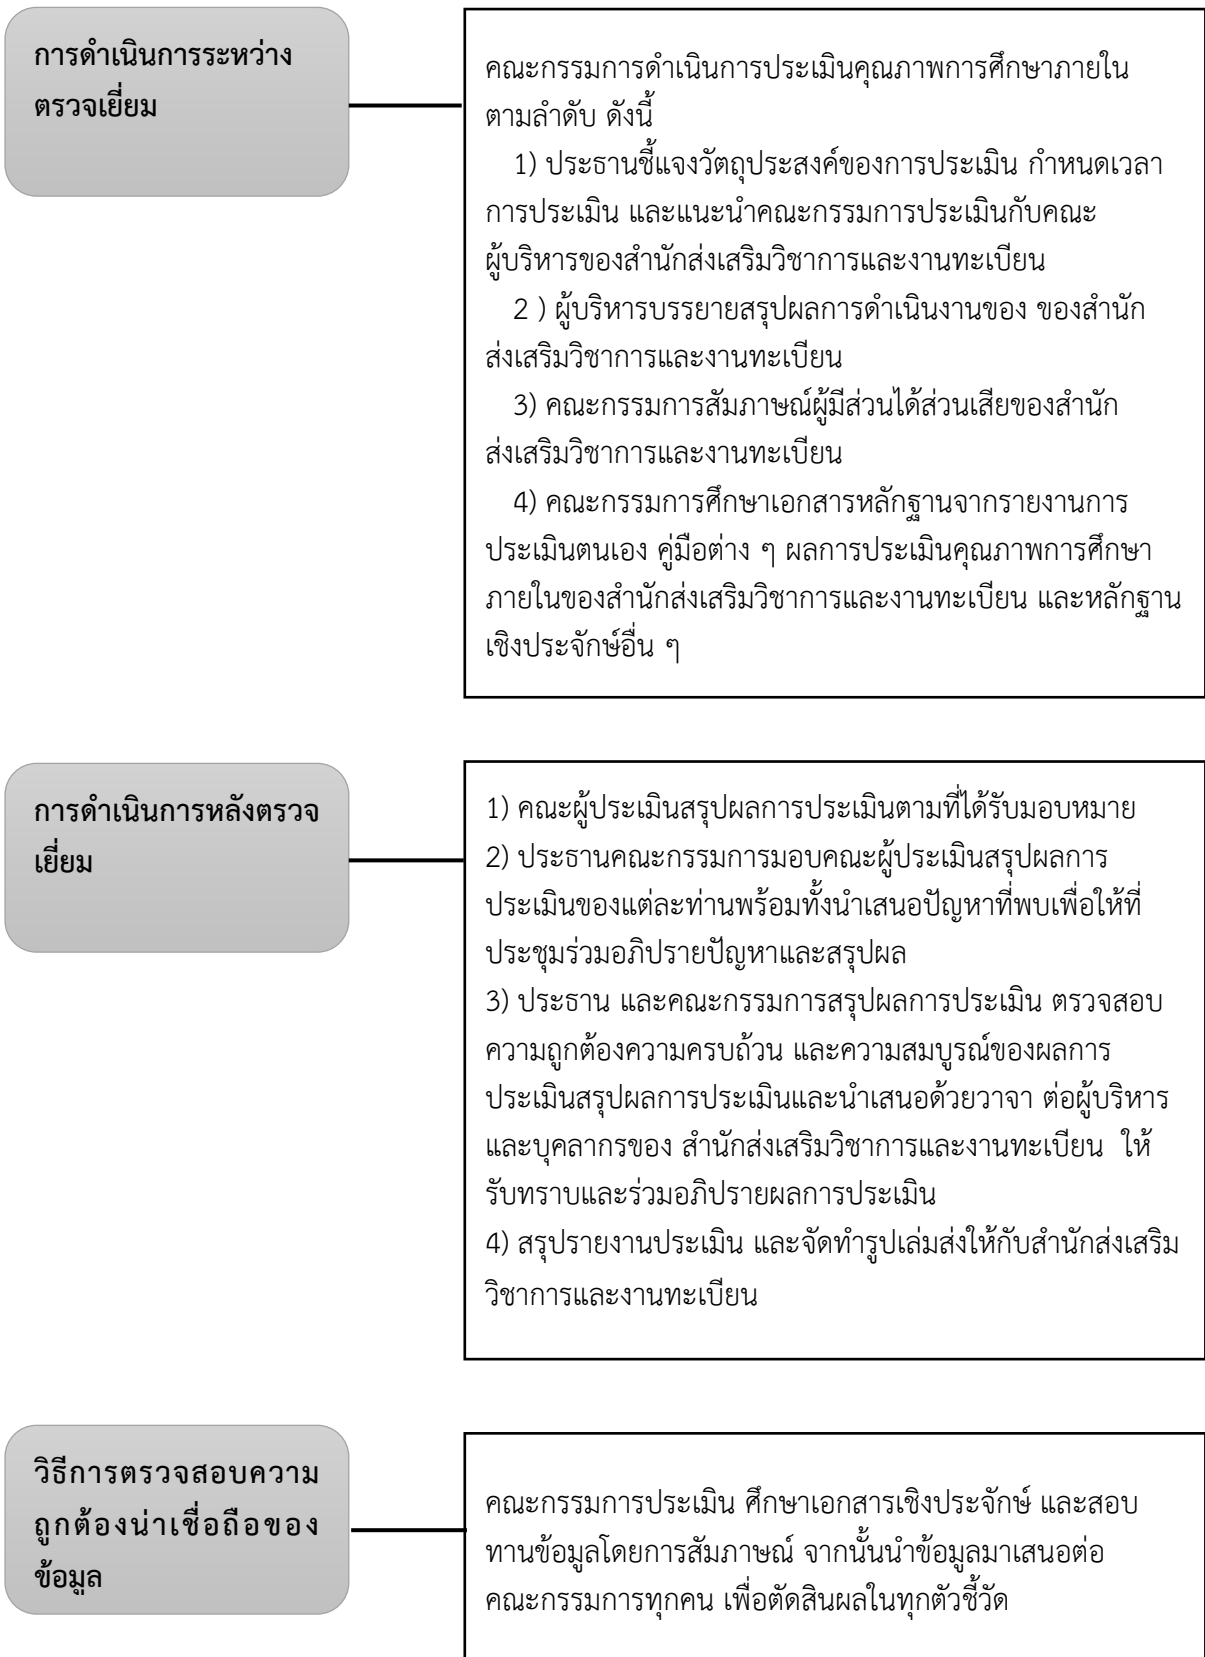 การดำเนินการระหว่าง
ตรวจเยี่ยม
คณะกรรมการดำเนินการประเมินคุณภาพการศึกษาภายใน
ตามลำดับ ดังนี้
1) ประธานชี้แจงวัตถุประสงค์ของการประเมิน กำหนดเวลา
การประเมิน และแนะนำคณะกรรมการประเมินกับคณะ
ผู้บริหารของสำนักส่งเสริมวิชาการและงานทะเบียน
2 ) ผู้บริหารบรรยายสรุปผลการดำเนินงานของ ของสำนัก
ส่งเสริมวิชาการและงานทะเบียน
3) คณะกรรมการสัมภาษณ์ผู้มีส่วนได้ส่วนเสียของสำนัก
ส่งเสริมวิชาการและงานทะเบียน
4) คณะกรรมการศึกษาเอกสารหลักฐานจากรายงานการ
ประเมินตนเอง คู่มือต่าง ๆ ผลการประเมินคุณภาพการศึกษา
ภายในของสำนักส่งเสริมวิชาการและงานทะเบียน และหลักฐาน
เชิงประจักษ์อื่น ๆ
การดำเนินการหลังตรวจ
เยี่ยม
1) คณะผู้ประเมินสรุปผลการประเมินตามที่ได้รับมอบหมาย
2) ประธานคณะกรรมการมอบคณะผู้ประเมินสรุปผลการ
ประเมินของแต่ละท่านพร้อมทั้งนำเสนอปัญหาที่พบเพื่อให้ที่
ประชุมร่วมอภิปรายปัญหาและสรุปผล
3) ประธาน และคณะกรรมการสรุปผลการประเมิน ตรวจสอบ
ความถูกต้องความครบถ้วน และความสมบูรณ์ของผลการ
ประเมินสรุปผลการประเมินและนำเสนอด้วยวาจา ต่อผู้บริหาร
และบุคลากรของ สำนักส่งเสริมวิชาการและงานทะเบียน  ให้
รับทราบและร่วมอภิปรายผลการประเมิน
4) สรุปรายงานประเมิน และจัดทำรูปเล่มส่งให้กับสำนักส่งเสริม
วิชาการและงานทะเบียน
วิธีการตรวจสอบความ
ถูกต้องน่าเชื่อถือของ
ข้อมูล
คณะกรรมการประเมิน ศึกษาเอกสารเชิงประจักษ์ และสอบ
ทานข้อมูลโดยการสัมภาษณ์ จากนั้นนำข้อมูลมาเสนอต่อ
คณะกรรมการทุกคน เพื่อตัดสินผลในทุกตัวชี้วัด